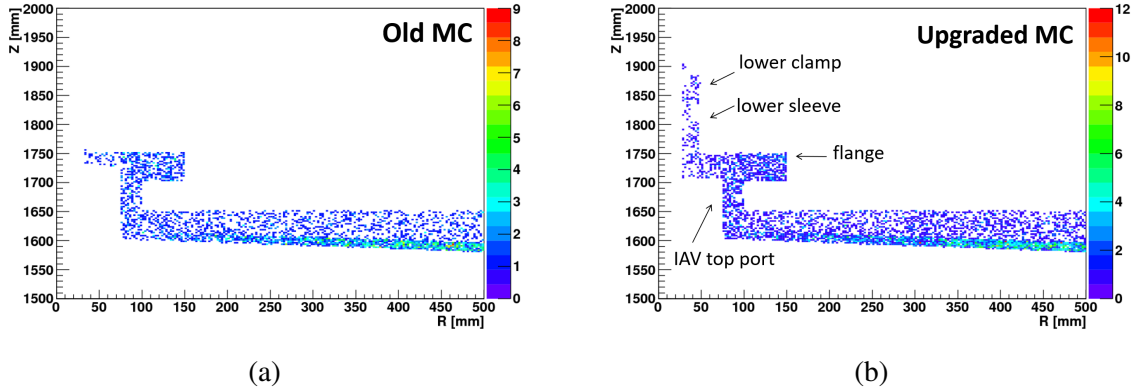 Old MC
Z [mm]
2000
1950
1900
1850
1800
1750
1700
1650
1600
1550
1500
0 50 100 150 200 250 300 350 400 450 500
R [mm]
9
8
7
6
5
4
3
2
1
0
(a)
Upgraded MC
Z [mm]
2000
1950
1900
1850
1800
1750
1700
1650
1600
1550
1500
lower clamp
lower sleeve
flange
IAV top port
0 50 100 150 200 250 300 350 400 450 500
R [mm]
12
10
8
6
4
2
0
(b)